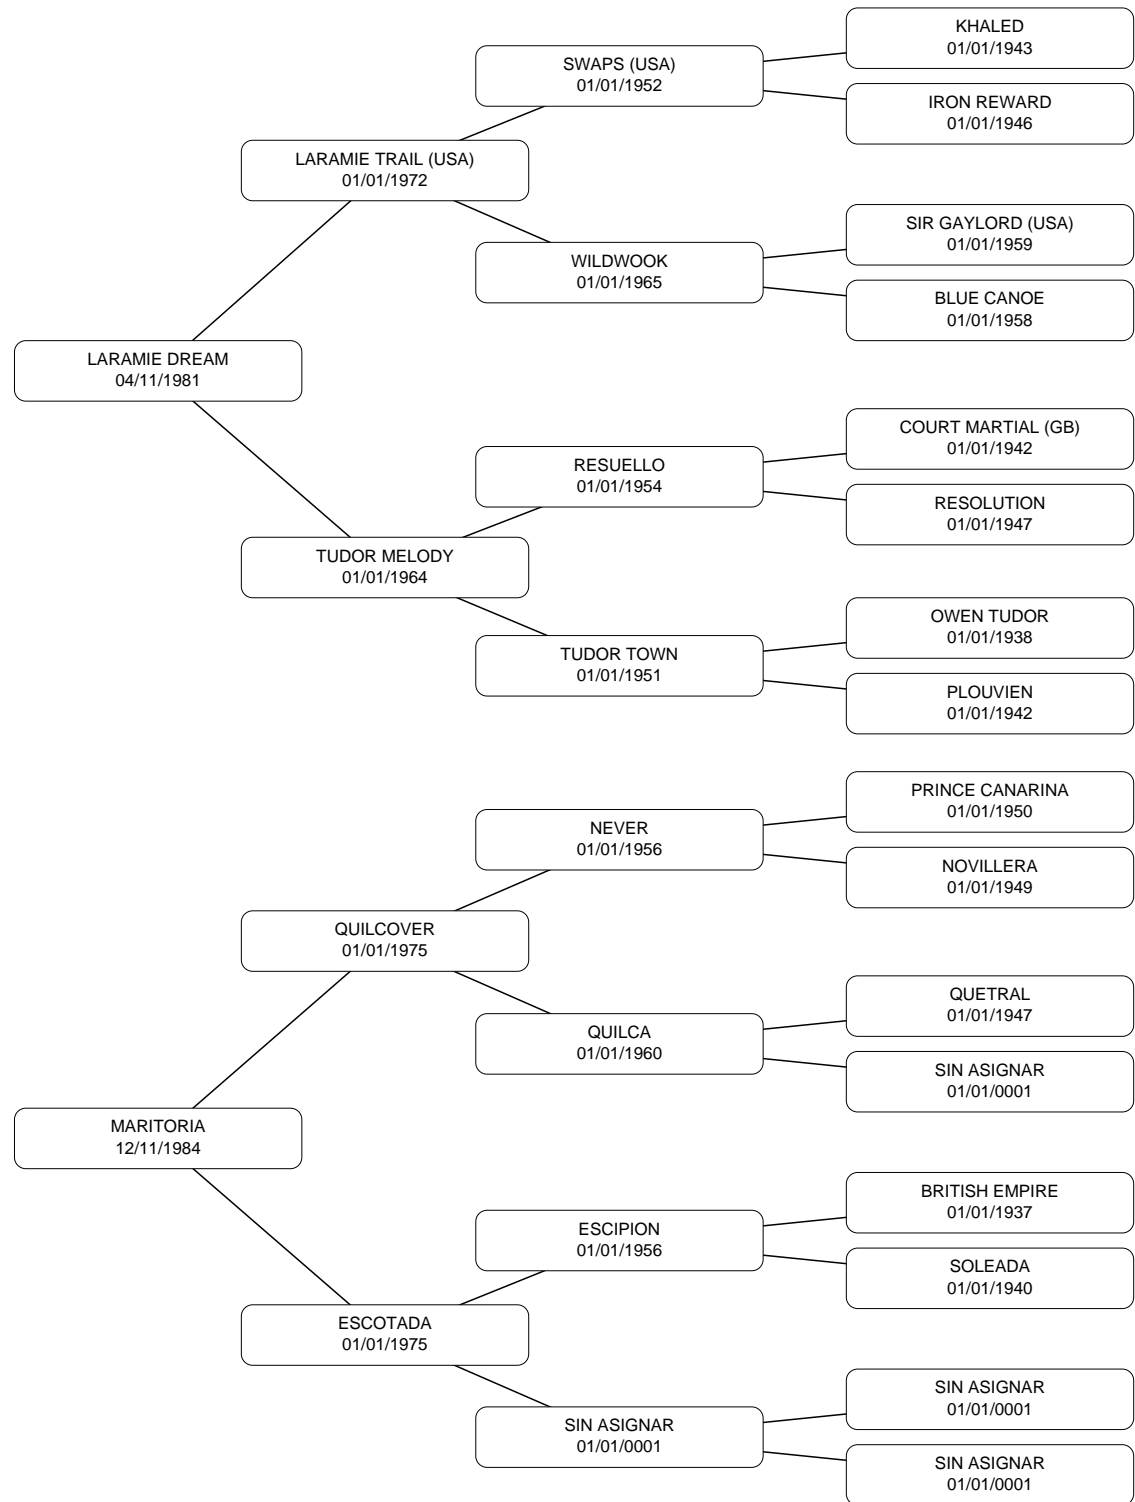 KHALED
01/01/1943
SWAPS (USA)
01/01/1952
IRON REWARD
01/01/1946
LARAMIE TRAIL (USA)
01/01/1972
SIR GAYLORD (USA)
01/01/1959
WILDWOOK
01/01/1965
BLUE CANOE
01/01/1958
LARAMIE DREAM
04/11/1981
COURT MARTIAL (GB)
01/01/1942
RESUELLO
01/01/1954
RESOLUTION
01/01/1947
TUDOR MELODY
01/01/1964
OWEN TUDOR
01/01/1938
TUDOR TOWN
01/01/1951
PLOUVIEN
01/01/1942
PRINCE CANARINA
01/01/1950
NEVER
01/01/1956
NOVILLERA
01/01/1949
QUILCOVER
01/01/1975
QUETRAL
01/01/1947
QUILCA
01/01/1960
SIN ASIGNAR
01/01/0001
MARITORIA
12/11/1984
BRITISH EMPIRE
01/01/1937
ESCIPION
01/01/1956
SOLEADA
01/01/1940
ESCOTADA
01/01/1975
SIN ASIGNAR
01/01/0001
SIN ASIGNAR
01/01/0001
SIN ASIGNAR
01/01/0001